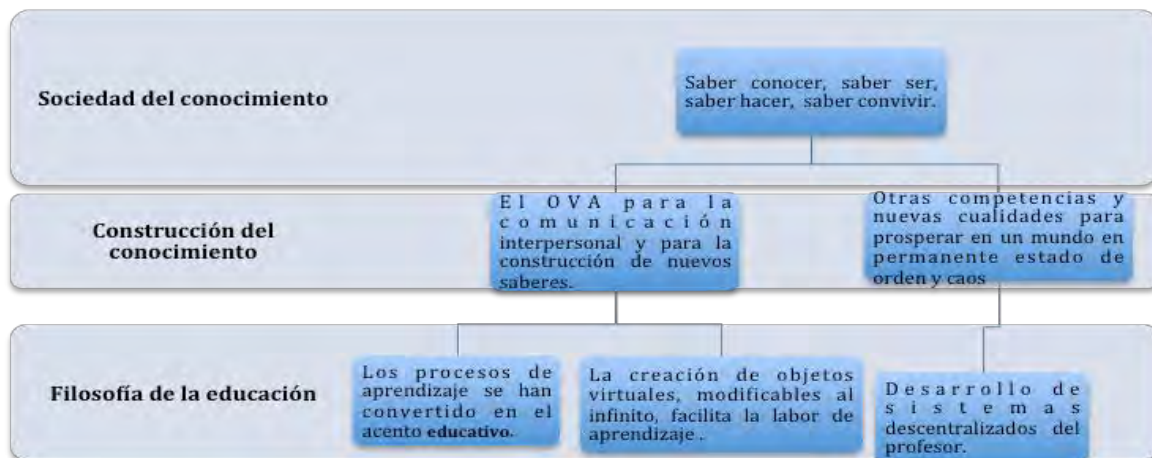 Sociedad del conocimiento
Saber conocer, saber ser,
saber hacer, saber convivir.
Construcción del
conocimiento
El OVA para la
comunicación
interpersonal y para la
construcción de nuevos
saberes.
Otras competencias y
nuevas cualidades para
prosperar en un mundo en
permanente estado de
orden y caos
Filosofía de la educación
Los procesos de
aprendizaje se han
convertido en el
acento educativo.
La creación de objetos
virtuales, modificables al
infinito, facilita la labor de
aprendizaje .
Desarrollo de
sistemas
descentralizados del
profesor.